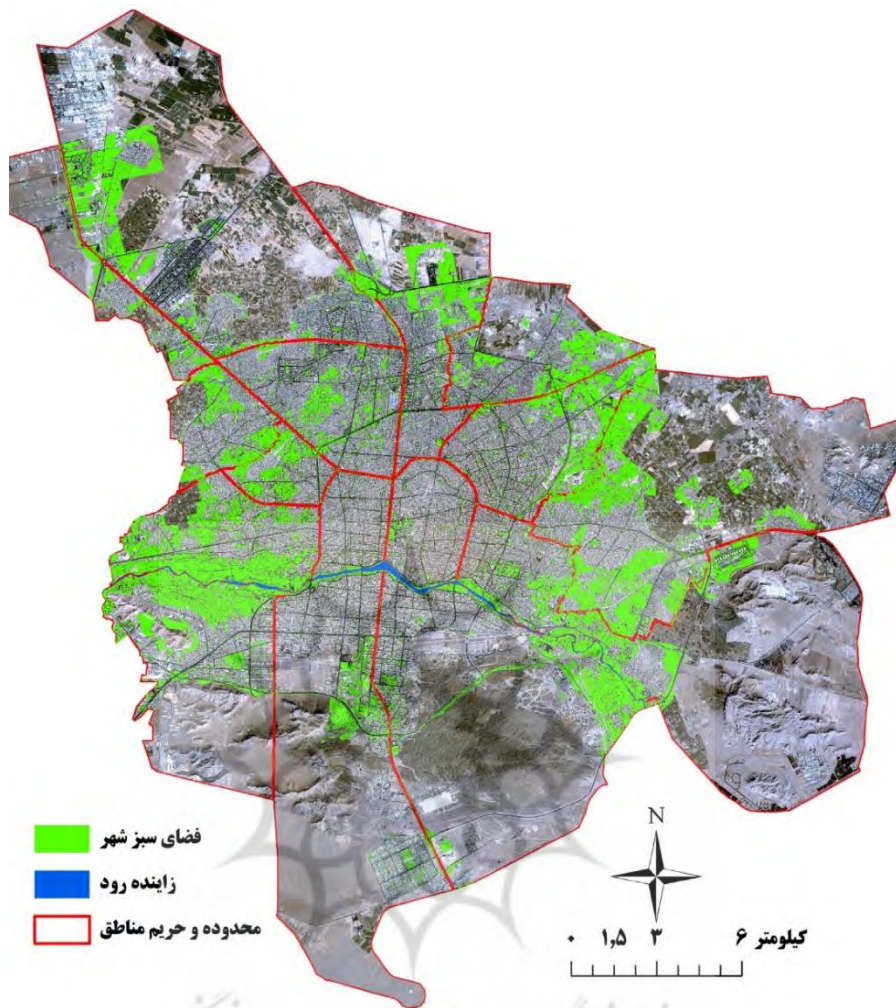 N
فضای سبز شهر
زاینده رود
محدوده و حریم مناطق
۰ ۱,۵ ۳ ۶ کیلومتر